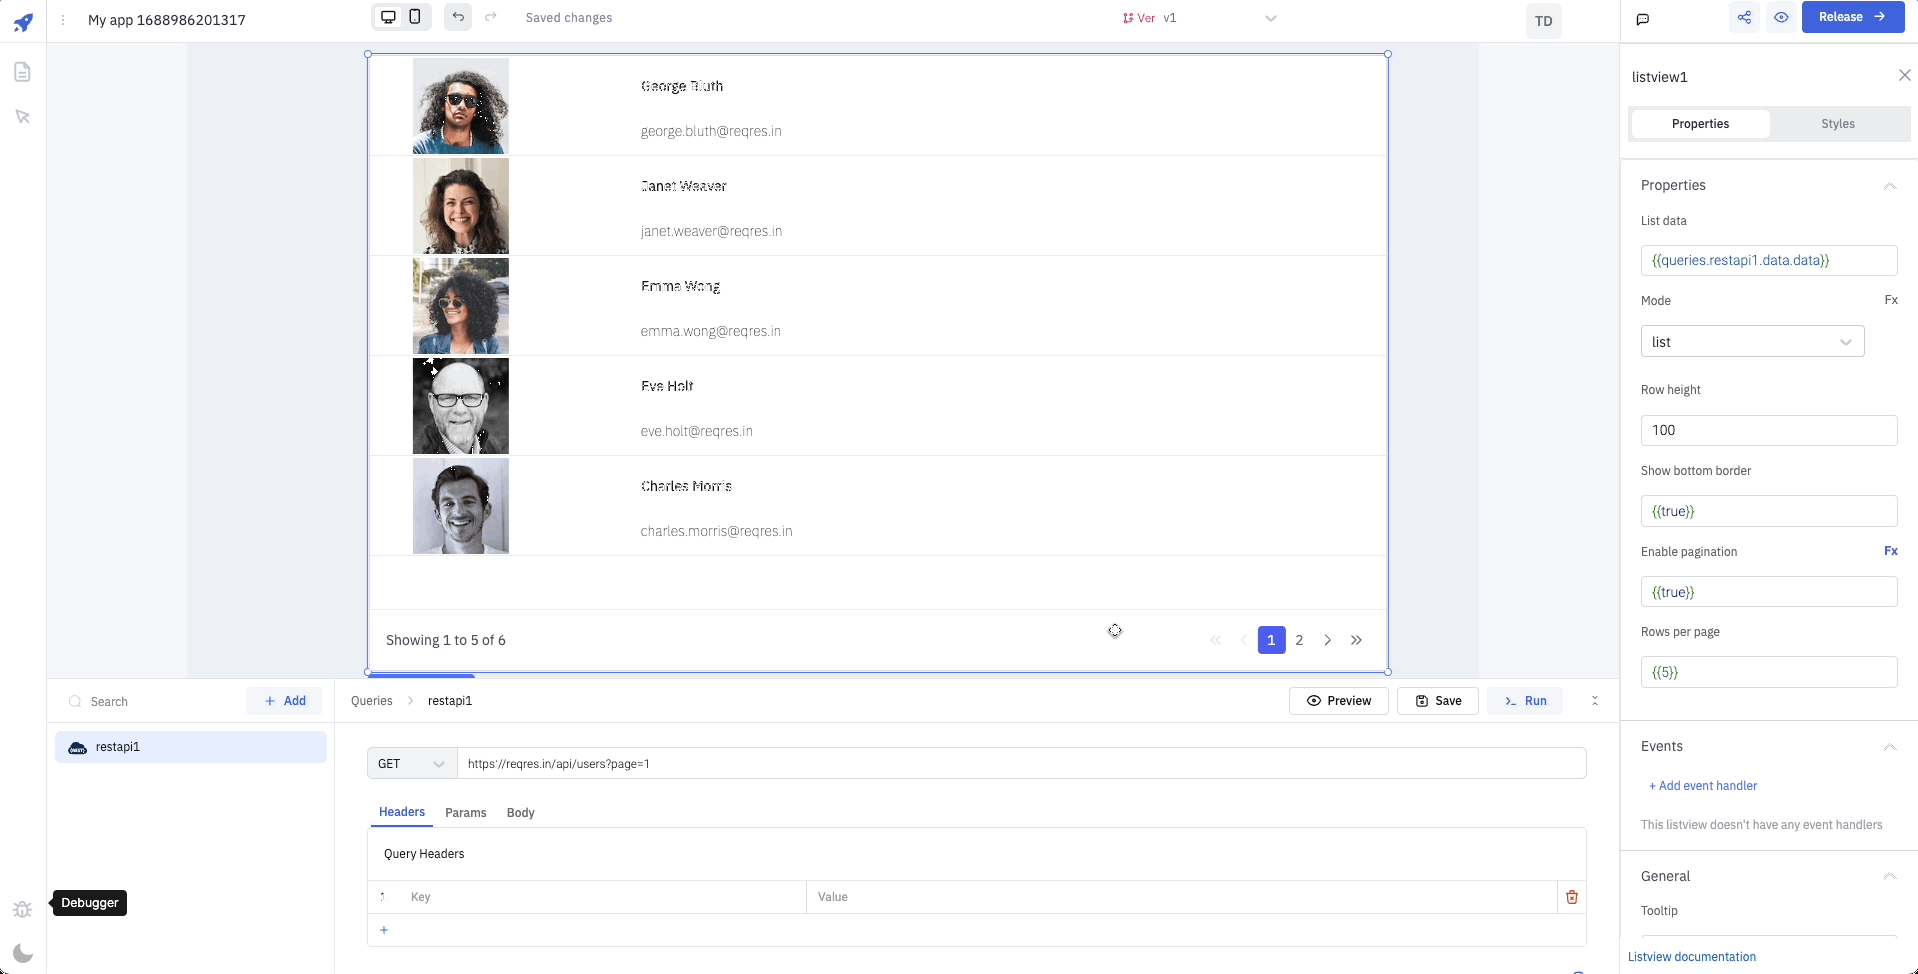 My app 1688986201317
Saved changes
Ver v1
TD
Release
George Bluth
george.bluth@reqres.in
Janet Weaver
janet.weaver@reqres.in
Emma Wong
emma.wong@reqres.in
Eve Holt
eve.holt@reqres.in
Charles Morris
charles.morris@reqres.in
Showing 1 to 5 of 6
« ‹ 1 2 › »
listview1
Properties Styles
Properties
List data
{{queries.restapi1.data.data}}
Mode Fx
list
Row height
100
Show bottom border
{{true}}
Enable pagination Fx
{{true}}
Rows per page
{{5}}
Events
+ Add event handler
This listview doesn't have any event handlers
General
Tooltip
Listview documentation
Search
+ Add
restapi1
Queries > restapi1
Preview Save Run
GET https://reqres.in/api/users?page=1
Headers Params Body
Query Headers
1 Key Value
+
Debugger